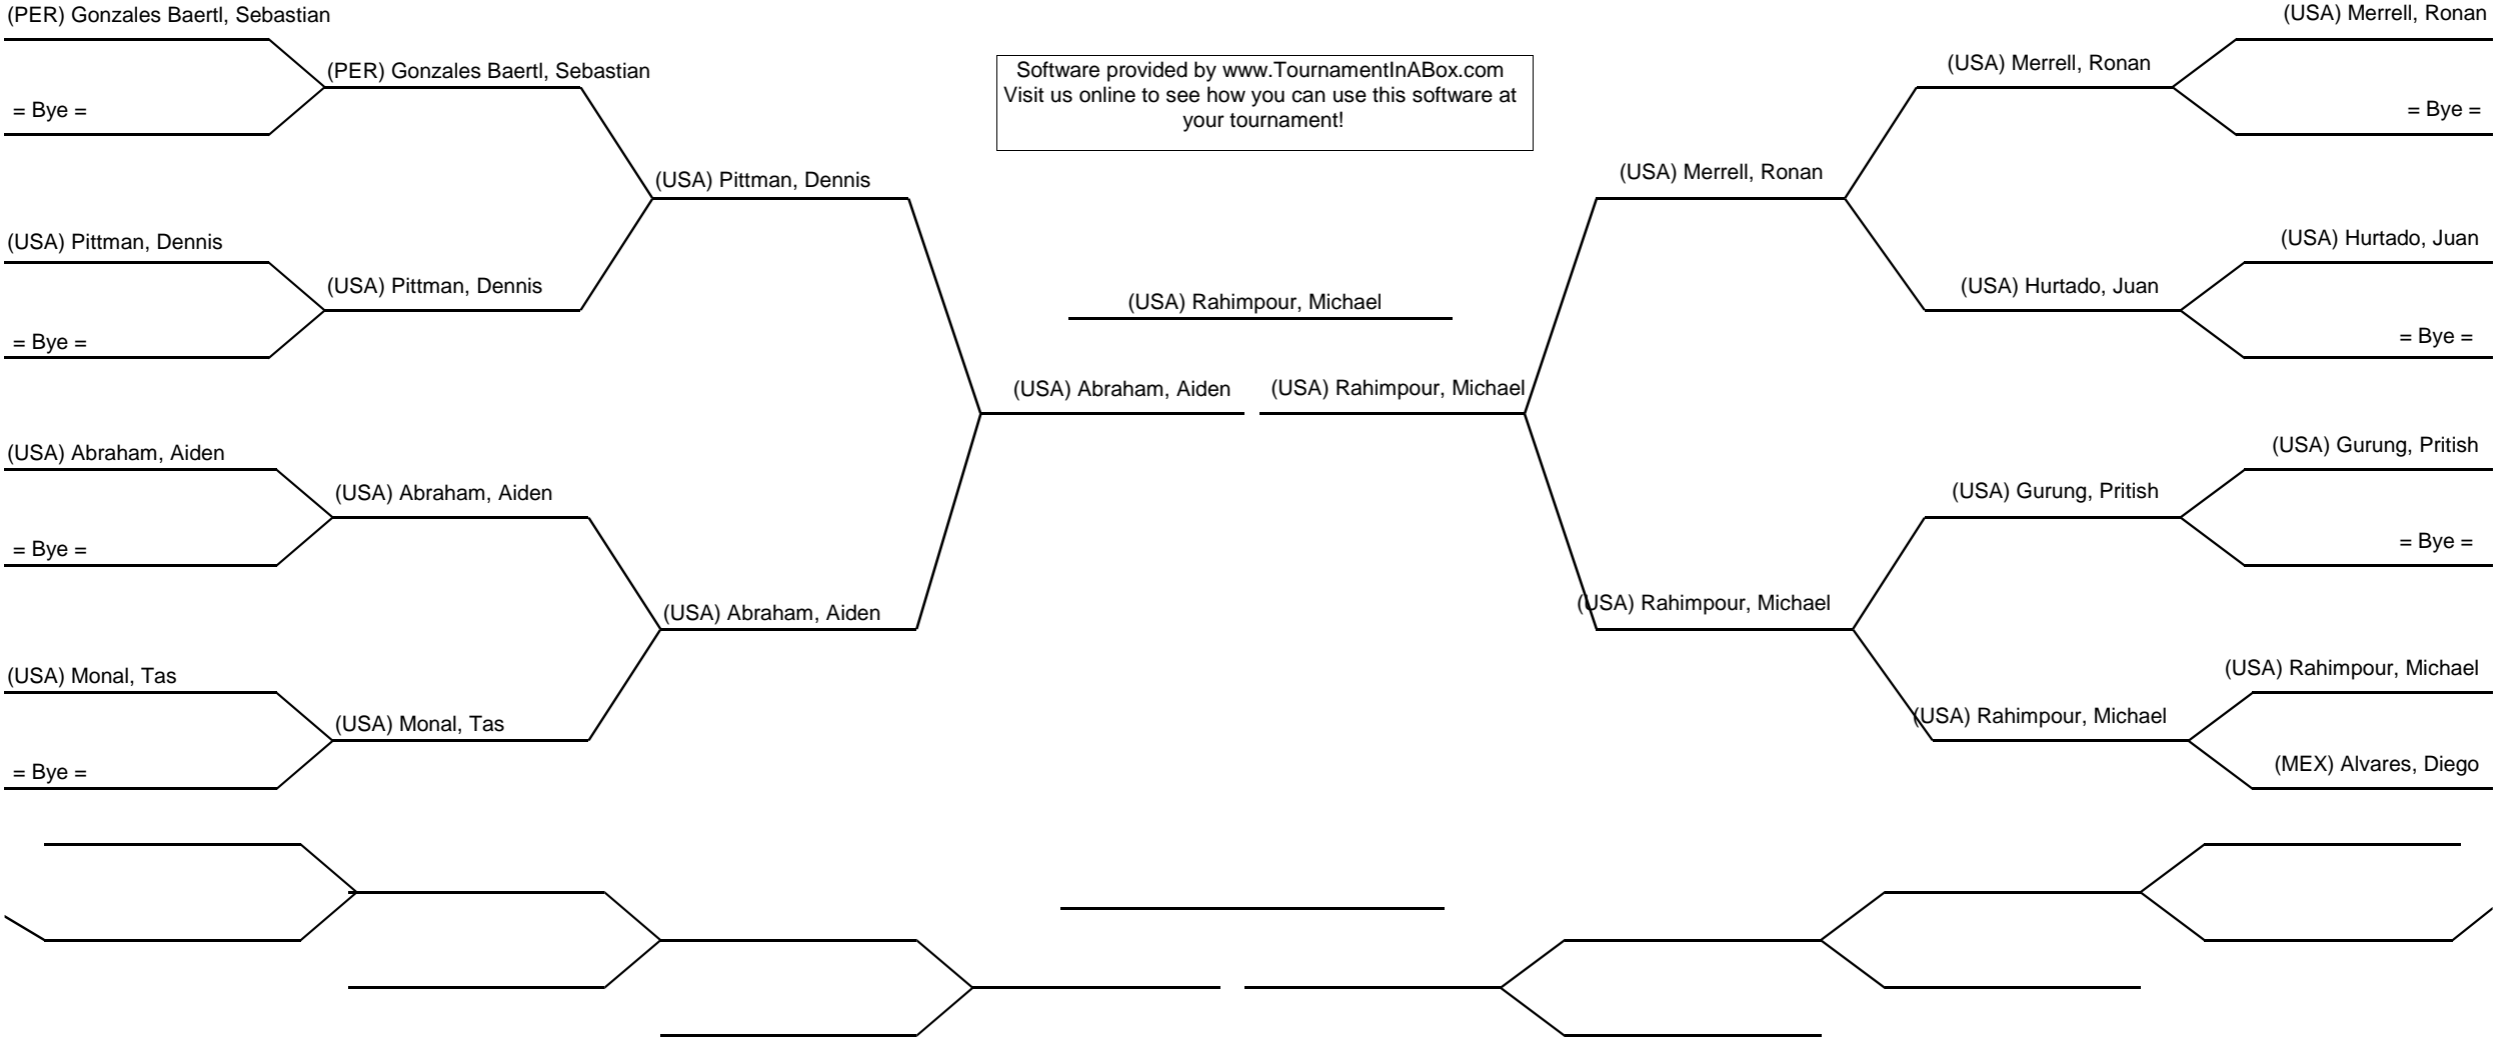 (PER) Gonzales Baertl, Sebastian
= Bye =
(USA) Pittman, Dennis
= Bye =
(USA) Abraham, Aiden
= Bye =
(USA) Monal, Tas
= Bye =
(PER) Gonzales Baertl, Sebastian
(USA) Pittman, Dennis
(USA) Abraham, Aiden
(USA) Monal, Tas
(USA) Pittman, Dennis
(USA) Abraham, Aiden
Software provided by www.TournamentInABox.com
Visit us online to see how you can use this software at
your tournament!
(USA) Rahimpour, Michael
(USA) Abraham, Aiden
(USA) Rahimpour, Michael
(USA) Merrell, Ronan
(USA) Rahimpour, Michael
(USA) Merrell, Ronan
(USA) Hurtado, Juan
(USA) Gurung, Pritish
(USA) Rahimpour, Michael
(USA) Merrell, Ronan
= Bye =
(USA) Hurtado, Juan
= Bye =
(USA) Gurung, Pritish
= Bye =
(USA) Rahimpour, Michael
(MEX) Alvares, Diego